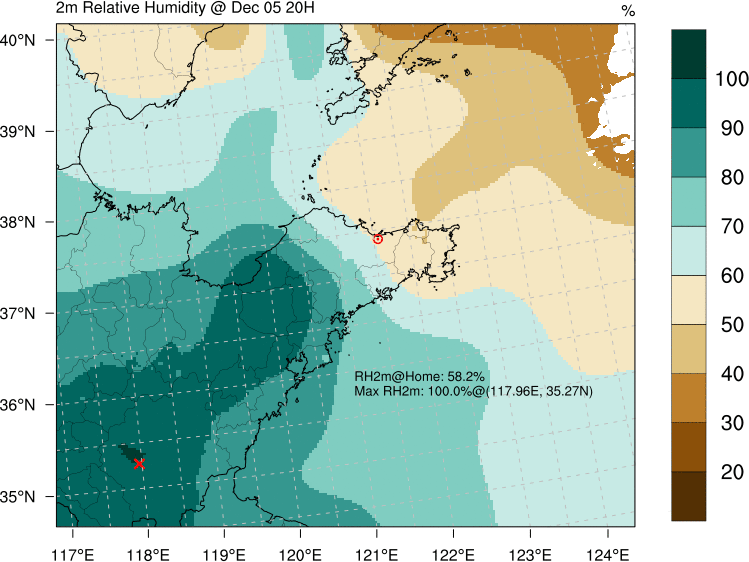 2m Relative Humidity @ Dec 05 20H
%
40°N
39°N
38°N
37°N
36°N
35°N
RH2m@Home: 58.2%
Max RH2m: 100.0%@(117.96E, 35.27N)
117°E 118°E 119°E 120°E 121°E 122°E 123°E 124°E
100
90
80
70
60
50
40
30
20